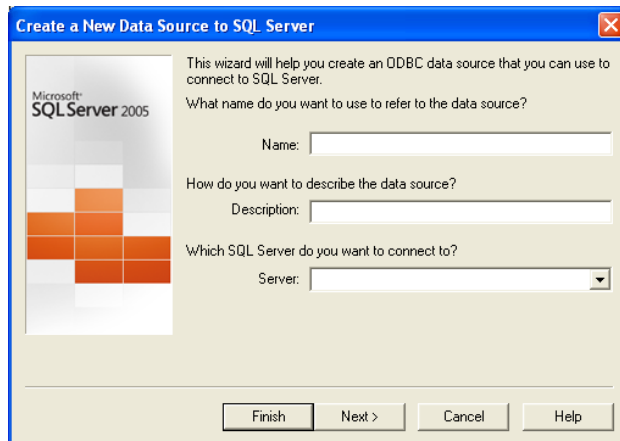 Create a New Data Source to SQL Server
Microsoft
SQL Server 2005
This wizard will help you create an ODBC data source that you can use to
connect to SQL Server.
What name do you want to use to refer to the data source?
Name:
How do you want to describe the data source?
Description:
Which SQL Server do you want to connect to?
Server:
Finish
Next >
Cancel
Help